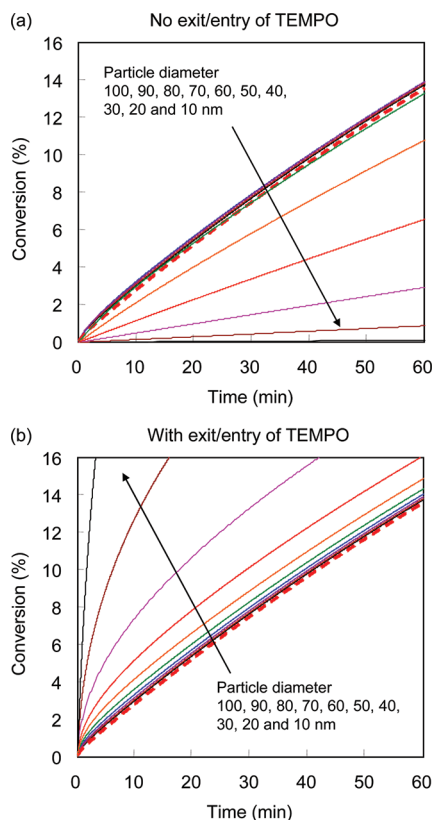 (a)
No exit/entry of TEMPO
16
14
12
10
8
6
4
2
0
Conversion (%)
Particle diameter
100, 90, 80, 70, 60, 50, 40,
30, 20 and 10 nm
0 10 20 30 40 50 60
Time (min)
(b)
With exit/entry of TEMPO
16
14
12
10
8
6
4
2
0
Conversion (%)
Particle diameter
100, 90, 80, 70, 60, 50, 40,
30, 20 and 10 nm
0 10 20 30 40 50 60
Time (min)